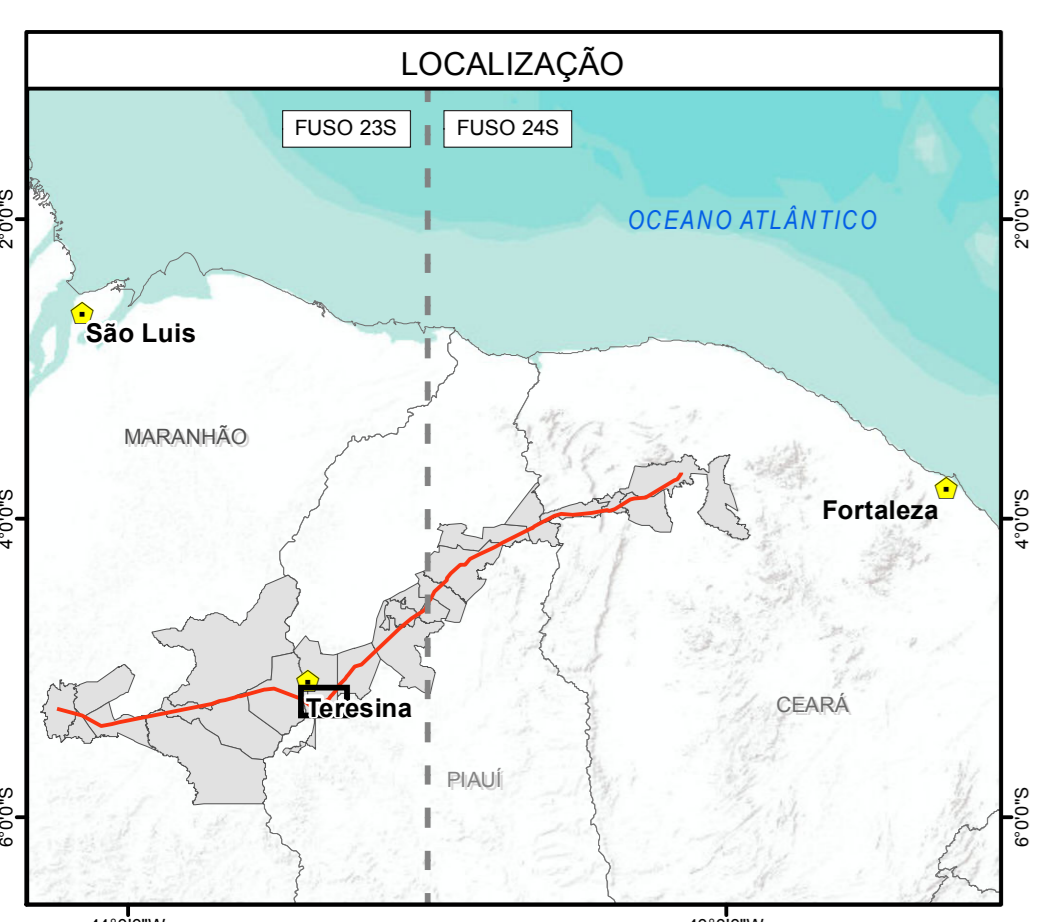 LOCALIZAÇÃO
FUSO 23S
FUSO 24S
2°0'0"S
2°0'0"S
OCEANO ATLÂNTICO
São Luis
MARANHÃO
Fortaleza
4°0'0"S
4°0'0"S
Teresina
CEARÁ
PIAUÍ
6°0'0"S
6°0'0"S